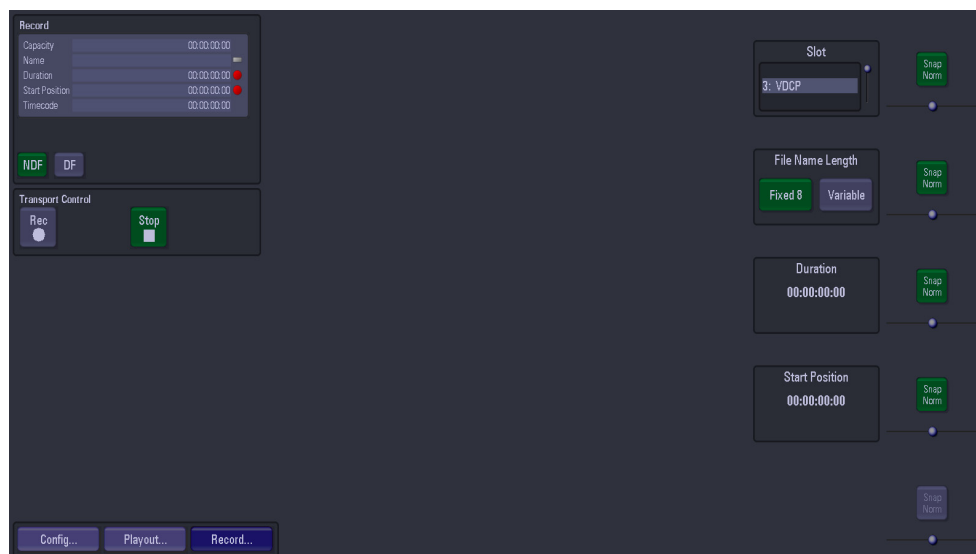 Record
Capacity 00:00:00:00
Name
Duration 00:00:00:00
Start Position 00:00:00:00
Timecode 00:00:00:00
NDF DF
Transport Control
Rec Stop
Slot
3: VDCP
Snap
Norm
File Name Length
Fixed 8 Variable
Snap
Norm
Duration
00:00:00:00
Snap
Norm
Start Position
00:00:00:00
Snap
Norm
Snap
Norm
Config... Playout... Record...